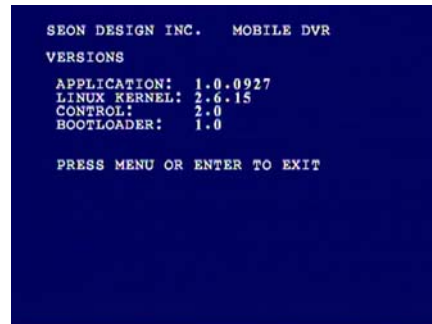 SEON DESIGN INC. MOBILE DVR
VERSIONS
APPLICATION: 1.0.0927
LINUX KERNEL: 2.6.15
CONTROL: 2.0
BOOTLOADER: 1.0
PRESS MENU OR ENTER TO EXIT